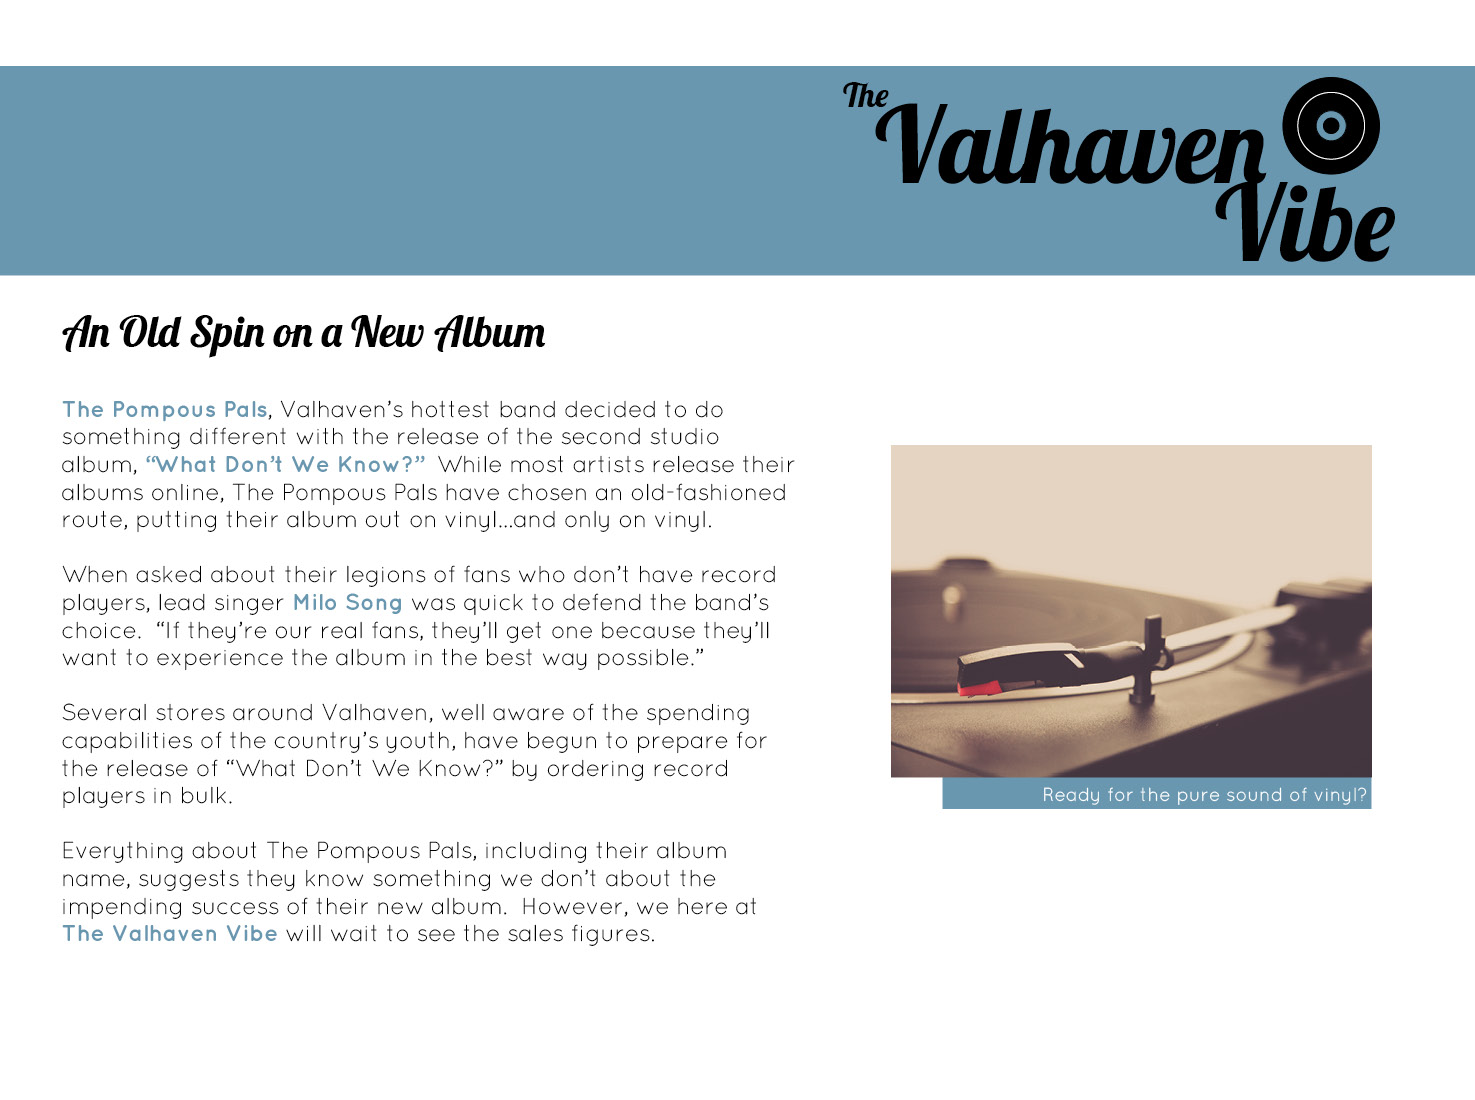 The
Valhaven
Vibe
An Old Spin on a New Album
The Pompous Pals, Valhaven’s hottest band decided to do
something different with the release of the second studio
album, “What Don’t We Know?”  While most artists release their
albums online, The Pompous Pals have chosen an old-fashioned
route, putting their album out on vinyl...and only on vinyl.
When asked about their legions of fans who don’t have record
players, lead singer Milo Song was quick to defend the band’s
choice.  “If they’re our real fans, they’ll get one because they’ll
want to experience the album in the best way possible.”
Several stores around Valhaven, well aware of the spending
capabilities of the country’s youth, have begun to prepare for
the release of “What Don’t We Know?” by ordering record
players in bulk.
Everything about The Pompous Pals, including their album
name, suggests they know something we don’t about the
impending success of their new album.  However, we here at
The Valhaven Vibe will wait to see the sales figures.
Ready for the pure sound of vinyl?